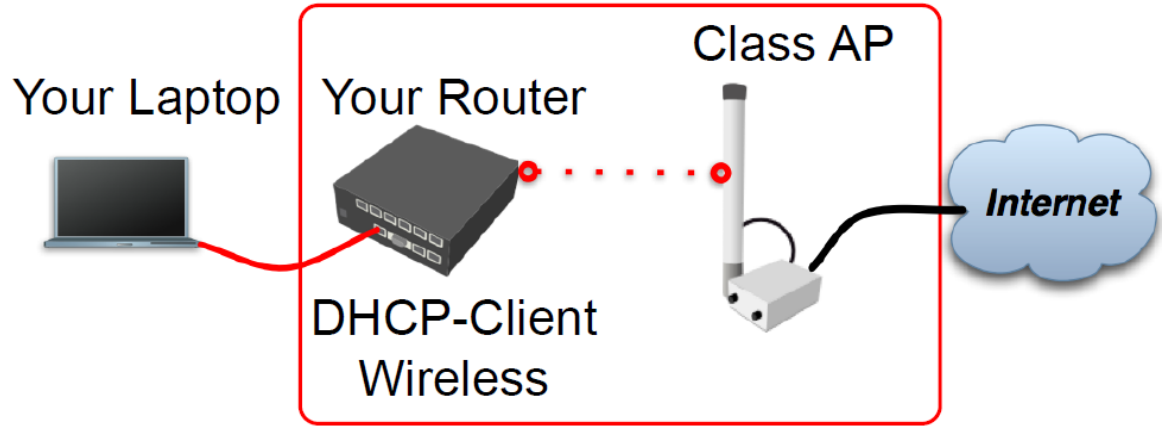 Class AP
Your Laptop
Your Router
Internet
DHCP-Client
Wireless